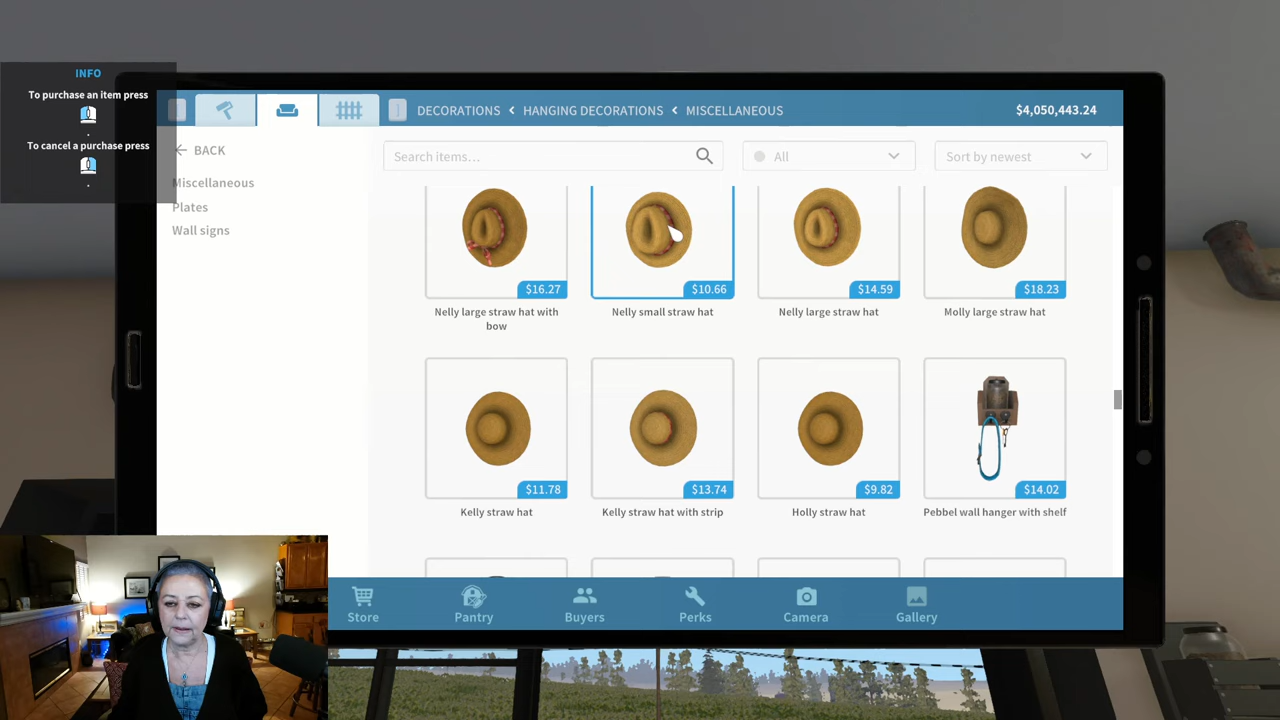 INFO
To purchase an item press
.
To cancel a purchase press
.
DECORATIONS < HANGING DECORATIONS < MISCELLANEOUS
$4,050,443.24
BACK
Miscellaneous
Plates
Wall signs
Search items...
All
Sort by newest
$16.27
$10.66
$14.59
$18.23
Nelly large straw hat with
bow
Nelly small straw hat
Nelly large straw hat
Molly large straw hat
$11.78
$13.74
$9.82
$14.02
Kelly straw hat
Kelly straw hat with strip
Holly straw hat
Pebbel wall hanger with shelf
Store
Pantry
Buyers
Perks
Camera
Gallery